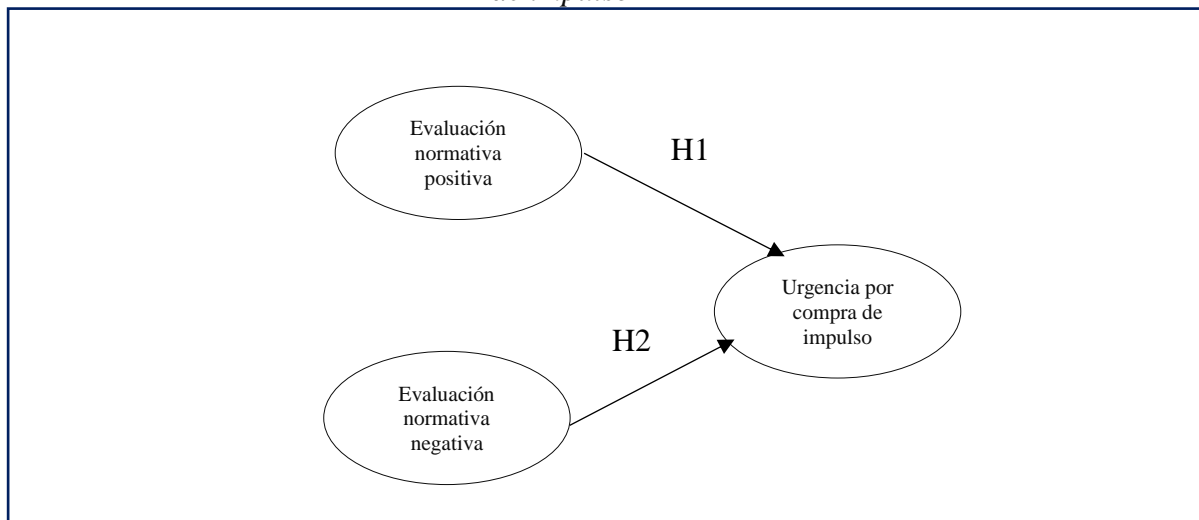 Evaluación
normativa
positiva
H1
Urgencia por
compra de
impulso
H2
Evaluación
normativa
negativa